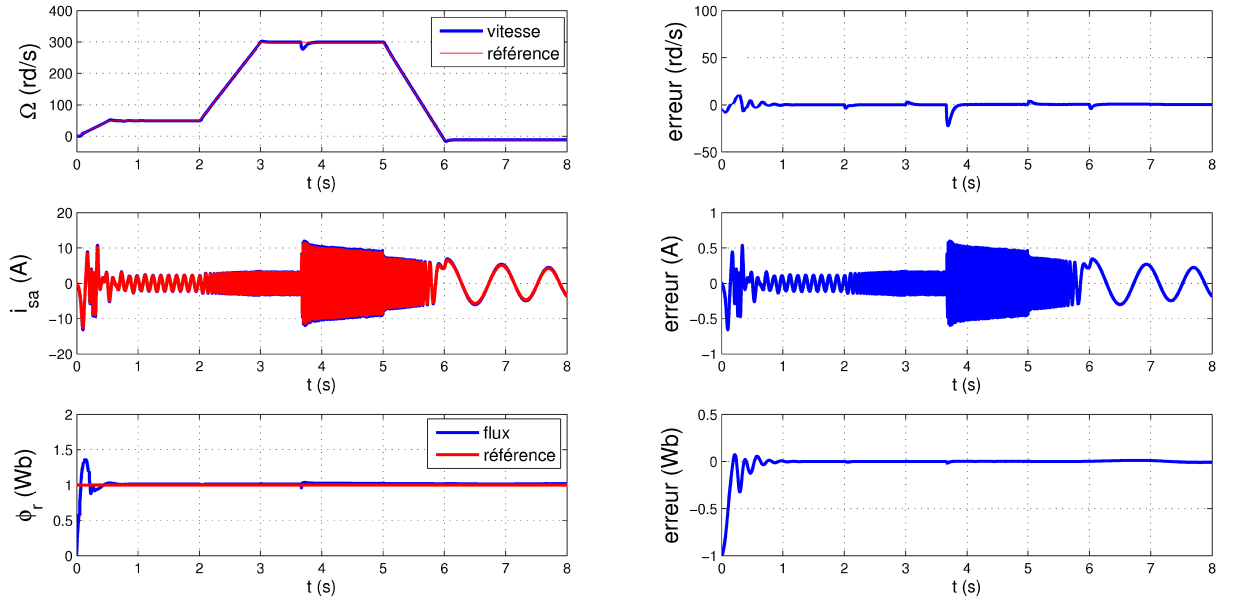 400
300
200
100
0
Ω (rd/s)
vitesse
référence
0 1 2 3 4 5 6 7 8
t (s)
100
50
0
−50
erreur (rd/s)
0 1 2 3 4 5 6 7 8
t (s)
20
10
0
−10
−20
i_sa (A)
0 1 2 3 4 5 6 7 8
t (s)
1
0.5
0
−0.5
−1
erreur (A)
0 1 2 3 4 5 6 7 8
t (s)
2
1.5
1
0.5
0
ϕ_r (Wb)
flux
référence
0 1 2 3 4 5 6 7 8
t (s)
0.5
0
−0.5
−1
erreur (Wb)
0 1 2 3 4 5 6 7 8
t (s)